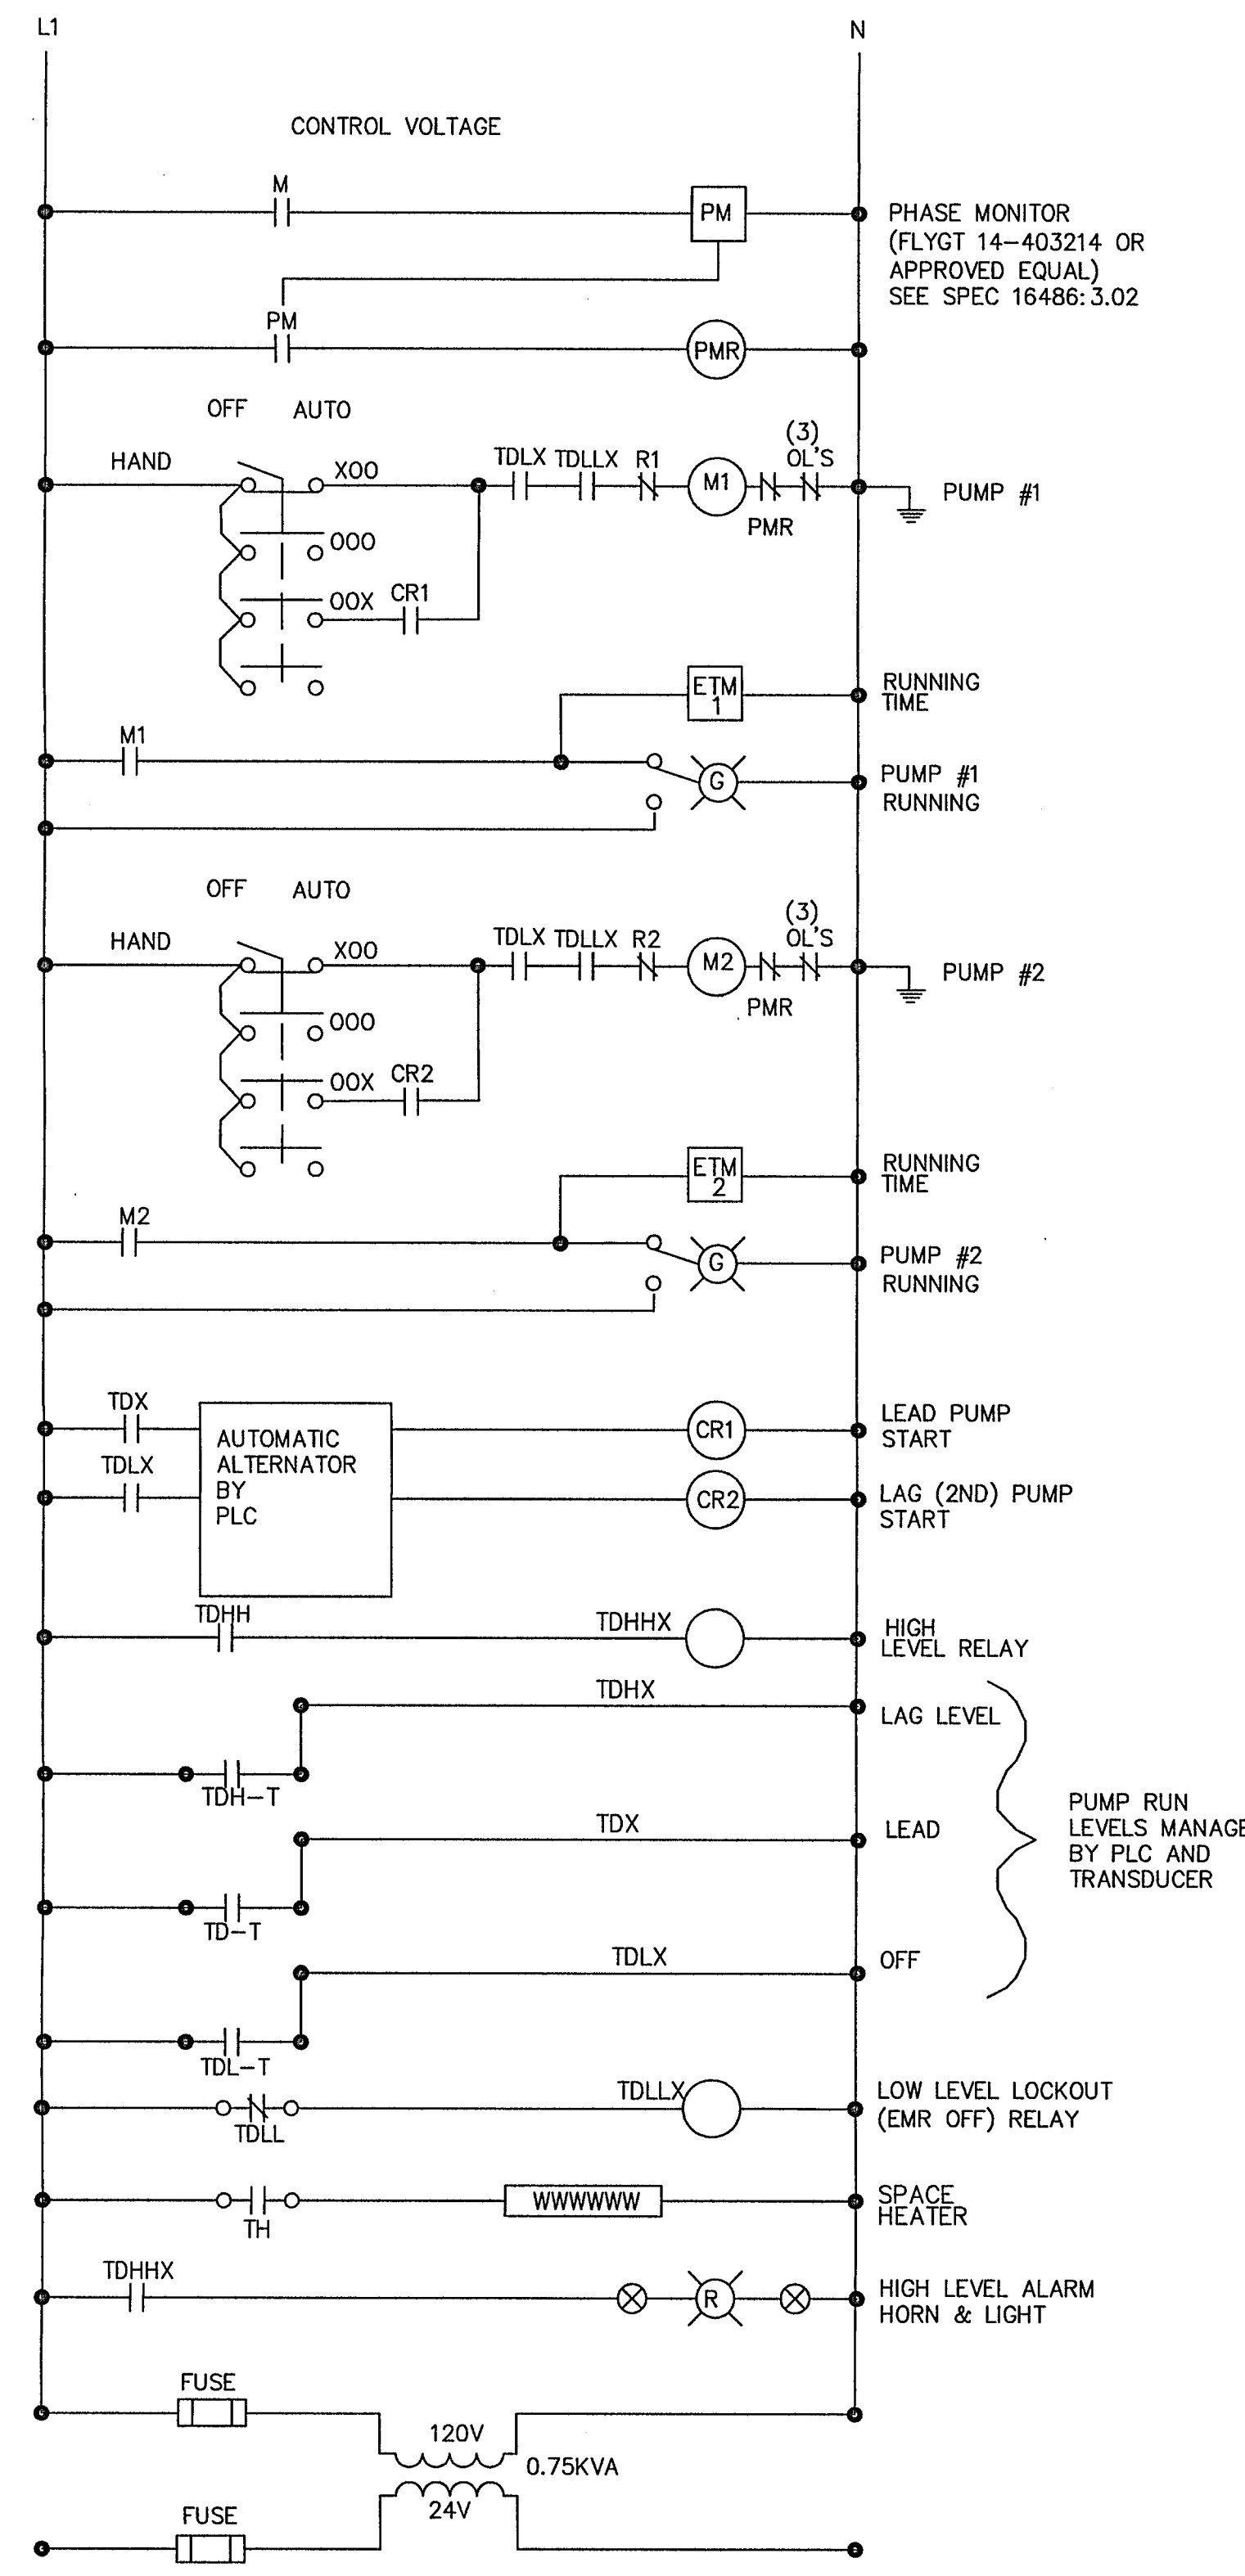 L1
N
CONTROL VOLTAGE
M
PM
PHASE MONITOR
(FLYGT 14-403214 OR
APPROVED EQUAL)
SEE SPEC 16486:3.02
PM
PMR
OFF AUTO
HAND
XOO
TDLX TDLLX R1
M1
(3)
OL'S
PMR
PUMP #1
OOO
OOX
CR1
ETM
1
RUNNING
TIME
M1
G
PUMP #1
RUNNING
OFF AUTO
HAND
XOO
TDLX TDLLX R2
M2
(3)
OL'S
PMR
PUMP #2
OOO
OOX
CR2
ETM
2
RUNNING
TIME
M2
G
PUMP #2
RUNNING
TDX
TDLX
AUTOMATIC
ALTERNATOR
BY
PLC
CR1
LEAD PUMP
START
CR2
LAG (2ND) PUMP
START
TDHH
TDHHX
HIGH
LEVEL RELAY
TDHX
LAG LEVEL
TDH-T
TDX
LEAD
TD-T
PUMP RUN
LEVELS MANAGE
BY PLC AND
TRANSDUCER
TDLX
OFF
TDL-T
TDLL
TDLLX
LOW LEVEL LOCKOUT
(EMR OFF) RELAY
TH
WWWWWW
SPACE
HEATER
TDHHX
R
HIGH LEVEL ALARM
HORN & LIGHT
FUSE
120V
0.75KVA
24V
FUSE